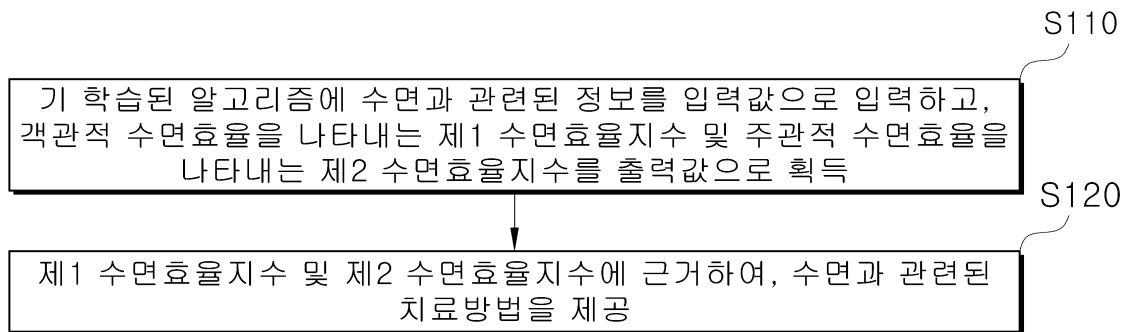 S110
기 학습된 알고리즘에 수면과 관련된 정보를 입력값으로 입력하고,
객관적 수면효율을 나타내는 제1 수면효율지수 및 주관적 수면효율을
나타내는 제2 수면효율지수를 출력값으로 획득
S120
제1 수면효율지수 및 제2 수면효율지수에 근거하여, 수면과 관련된
치료방법을 제공